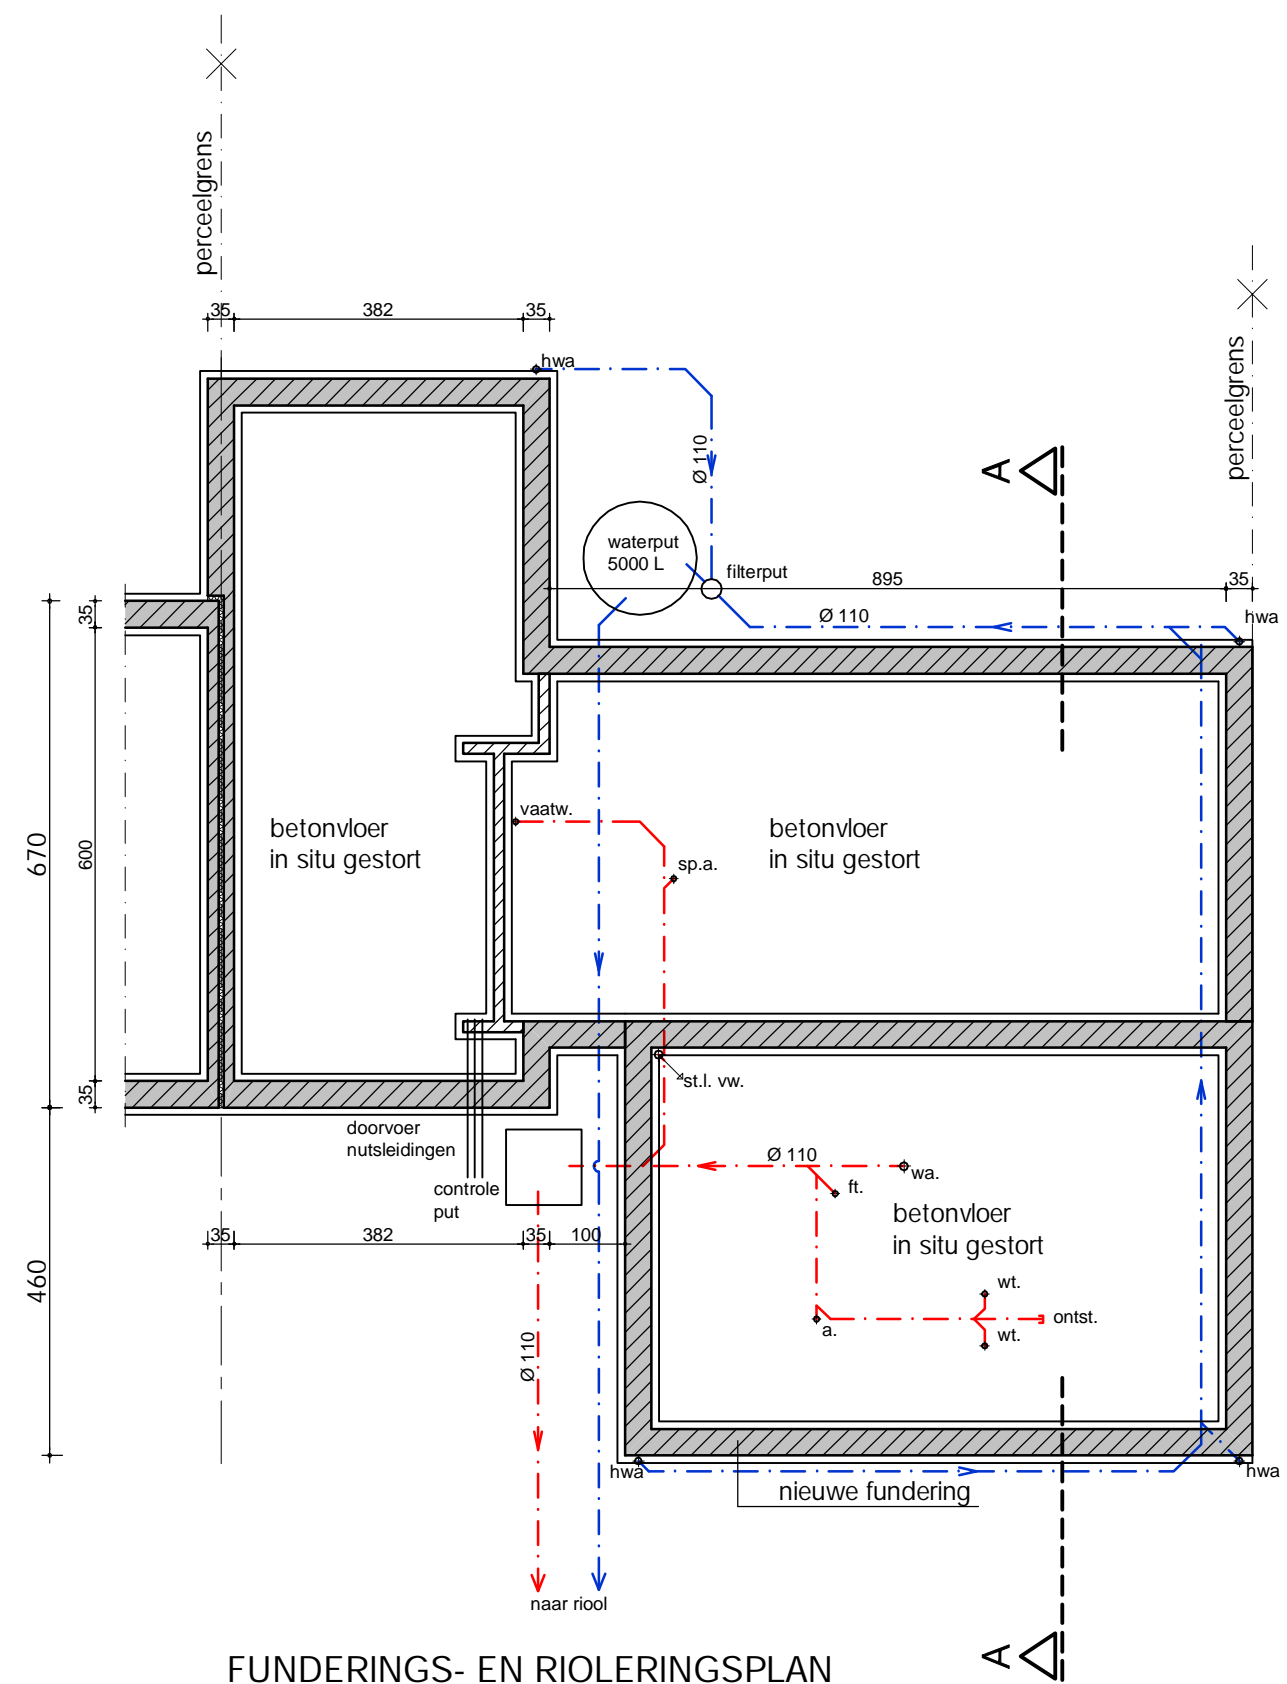 perceelgrens
perceelgrens
35
382
35
hwa
Ø 110
A
waterput
5000 L
filterput
895
35
Ø 110
hwa
35
670
600
35
betonvloer
in situ gestort
vaatw.
sp.a.
betonvloer
in situ gestort
st.l. vw.
doorvoer
nutsleidingen
controle
put
Ø 110
wa.
ft.
betonvloer
in situ gestort
35
382
35
100
460
wt.
ontst.
a.
wt.
Ø 110
hwa
hwa
nieuwe fundering
naar riool
A
FUNDERINGS- EN RIOLERINGSPLAN